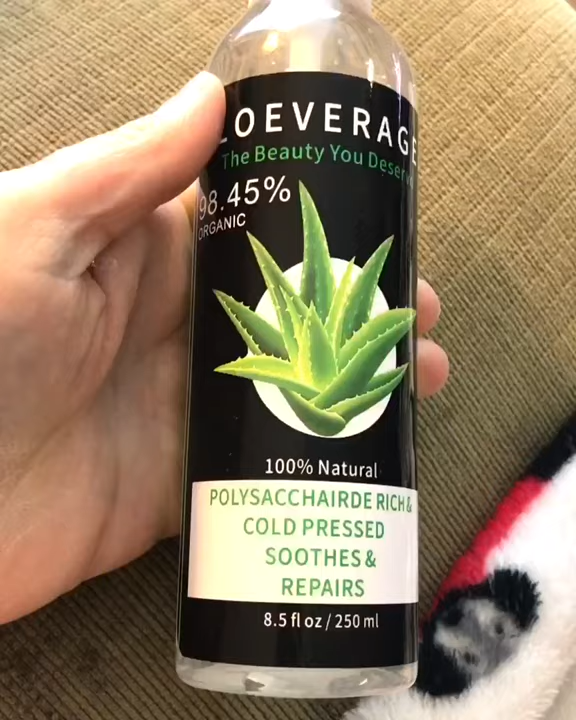 LOEVERAGE
The Beauty You Deserv
98.45%
ORGANIC
100% Natural
POLYSACCHAIRDE RICH &
COLD PRESSED
SOOTHES &
REPAIRS
8.5 fl oz / 250 ml